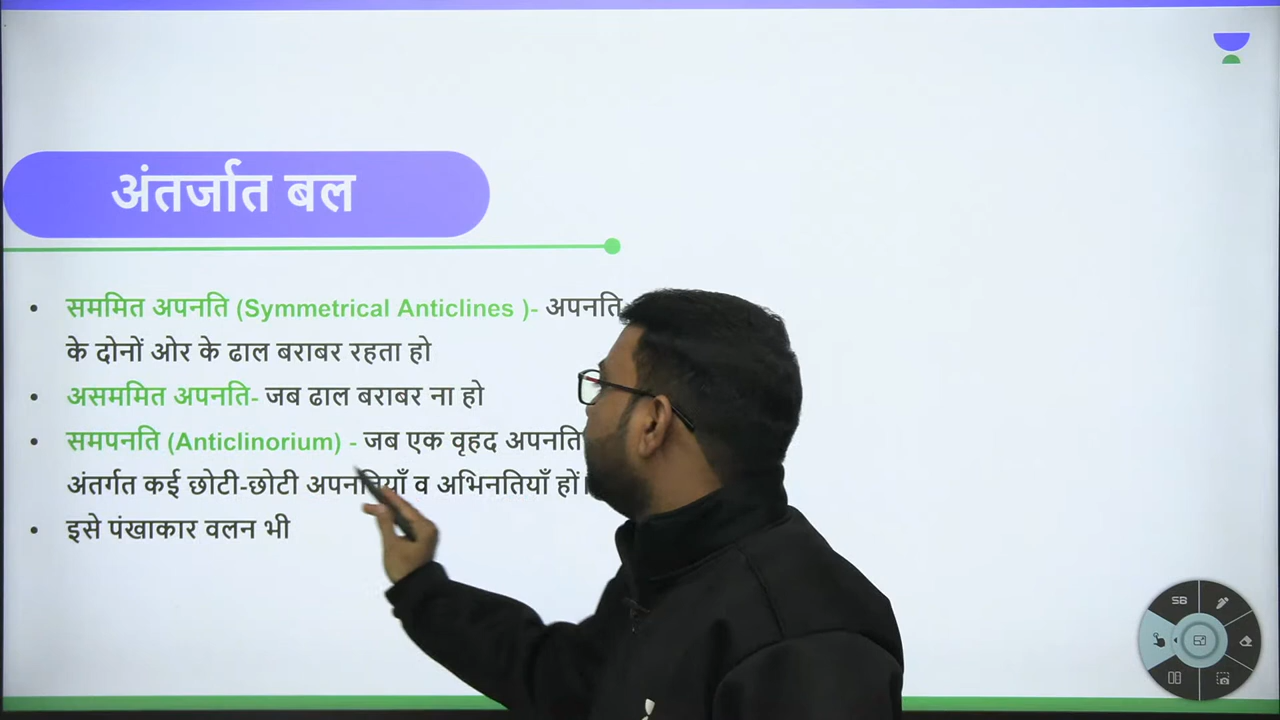 अंतर्जात बल
• सममित अपनति (Symmetrical Anticlines )- अपनति
के दोनों ओर के ढाल बराबर रहता हो
• असममित अपनति- जब ढाल बराबर ना हो
• समपनति (Anticlinorium) - जब एक वृहद अपनति
अंतर्गत कई छोटी-छोटी अपनतियाँ व अभिनतियाँ हों।
• इसे पंखाकार वलन भी
SB